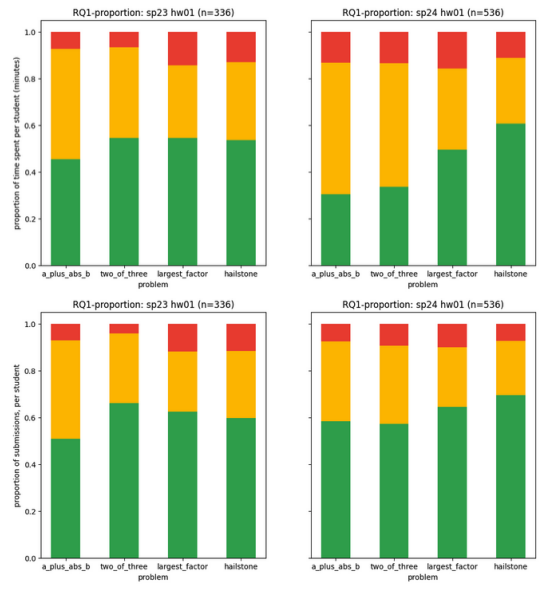 RQ1-proportion: sp23 hw01 (n=336)
RQ1-proportion: sp24 hw01 (n=536)
proportion of time spent per student (minutes)
1.0
0.8
0.6
0.4
0.2
0.0
a_plus_abs_b two_of_three largest_factor hailstone
problem
a_plus_abs_b two_of_three largest_factor hailstone
problem
RQ1-proportion: sp23 hw01 (n=336)
RQ1-proportion: sp24 hw01 (n=536)
proportion of submissions, per student
1.0
0.8
0.6
0.4
0.2
0.0
a_plus_abs_b two_of_three largest_factor hailstone
problem
a_plus_abs_b two_of_three largest_factor hailstone
problem